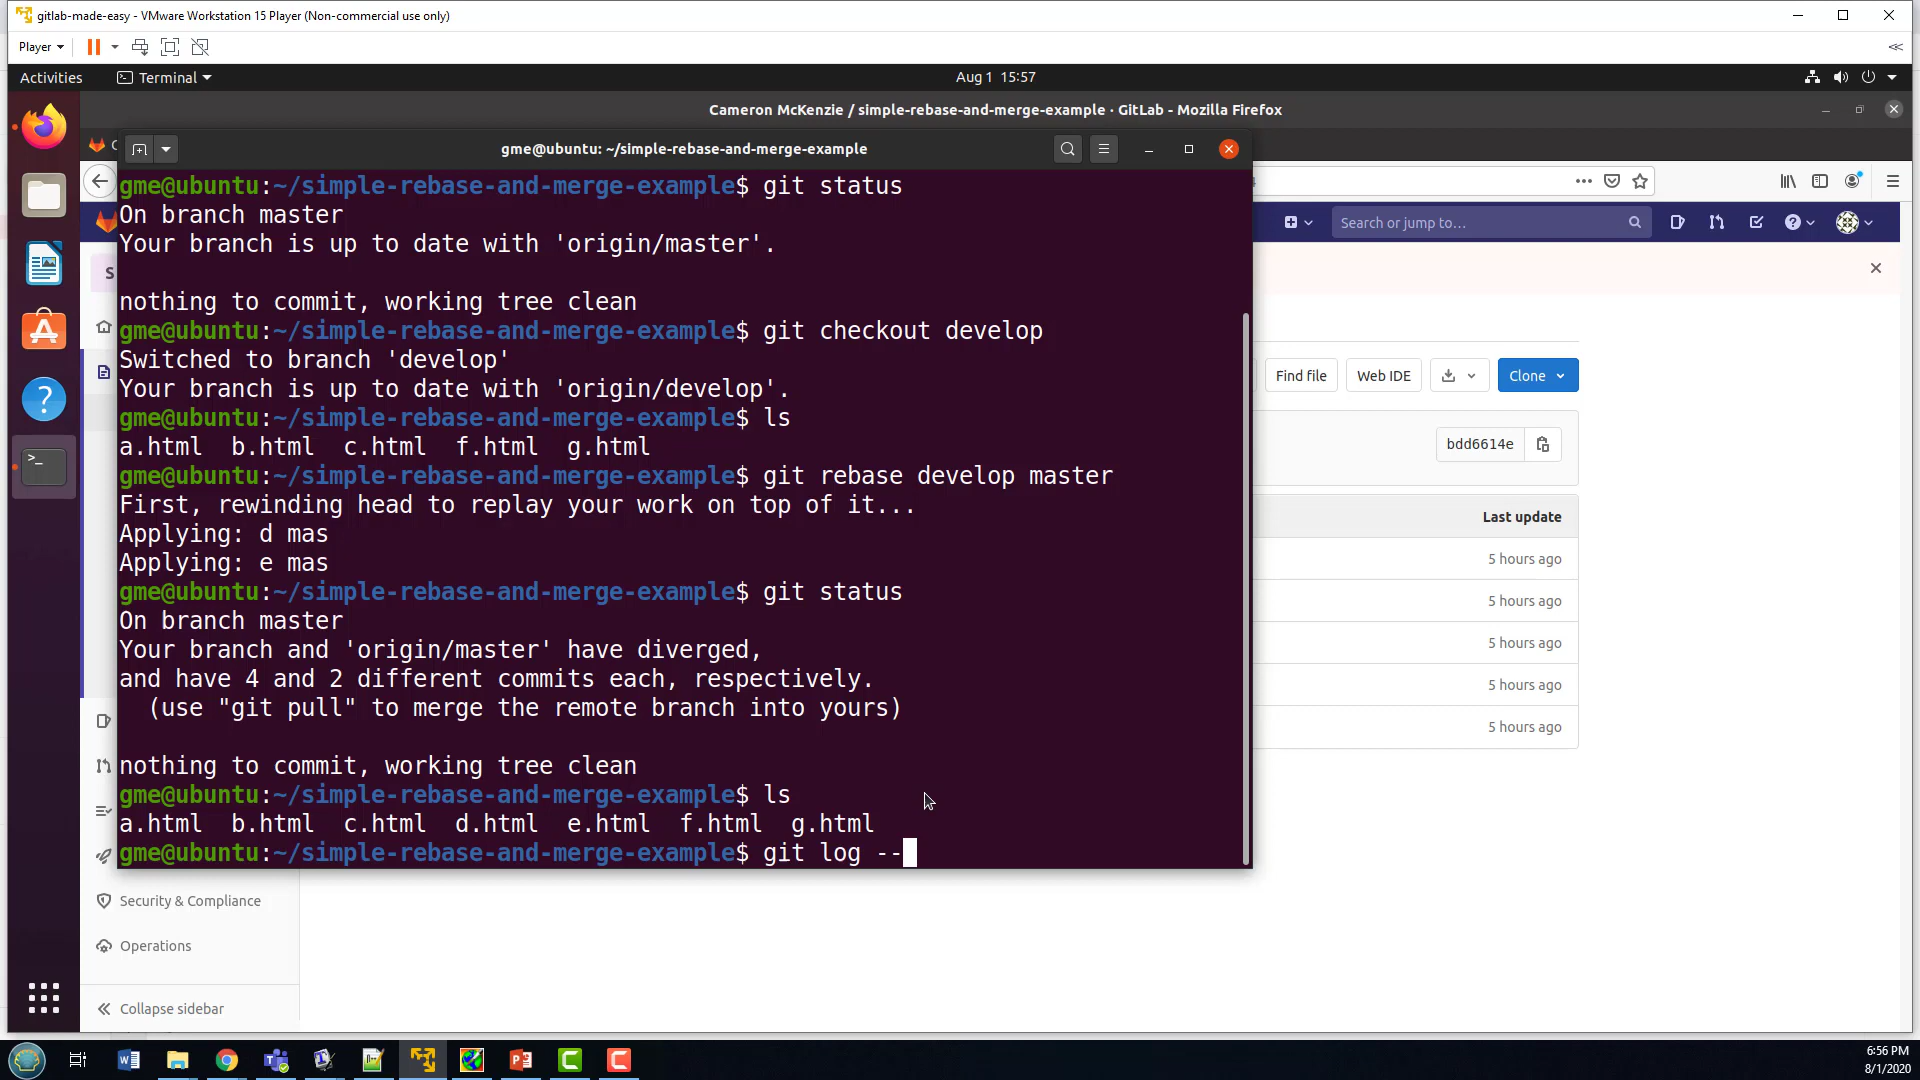 gitlab-made-easy - VMware Workstation 15 Player (Non-commercial use only)
Player
Activities
Terminal
Aug 1 15:57
Cameron McKenzie / simple-rebase-and-merge-example · GitLab - Mozilla Firefox
gme@ubuntu: ~/simple-rebase-and-merge-example
gme@ubuntu:~/simple-rebase-and-merge-example$ git status
On branch master
Your branch is up to date with 'origin/master'.
nothing to commit, working tree clean
gme@ubuntu:~/simple-rebase-and-merge-example$ git checkout develop
Switched to branch 'develop'
Your branch is up to date with 'origin/develop'.
gme@ubuntu:~/simple-rebase-and-merge-example$ ls
a.html b.html c.html f.html g.html
gme@ubuntu:~/simple-rebase-and-merge-example$ git rebase develop master
First, rewinding head to replay your work on top of it...
Applying: d mas
Applying: e mas
gme@ubuntu:~/simple-rebase-and-merge-example$ git status
On branch master
Your branch and 'origin/master' have diverged,
and have 4 and 2 different commits each, respectively.
(use "git pull" to merge the remote branch into yours)
nothing to commit, working tree clean
gme@ubuntu:~/simple-rebase-and-merge-example$ ls
a.html b.html c.html d.html e.html f.html g.html
gme@ubuntu:~/simple-rebase-and-merge-example$ git log --
Search or jump to...
S
Find file
Web IDE
Clone
bdd6614e
Last update
5 hours ago
5 hours ago
5 hours ago
5 hours ago
5 hours ago
Security & Compliance
Operations
Collapse sidebar
6:56 PM
8/1/2020